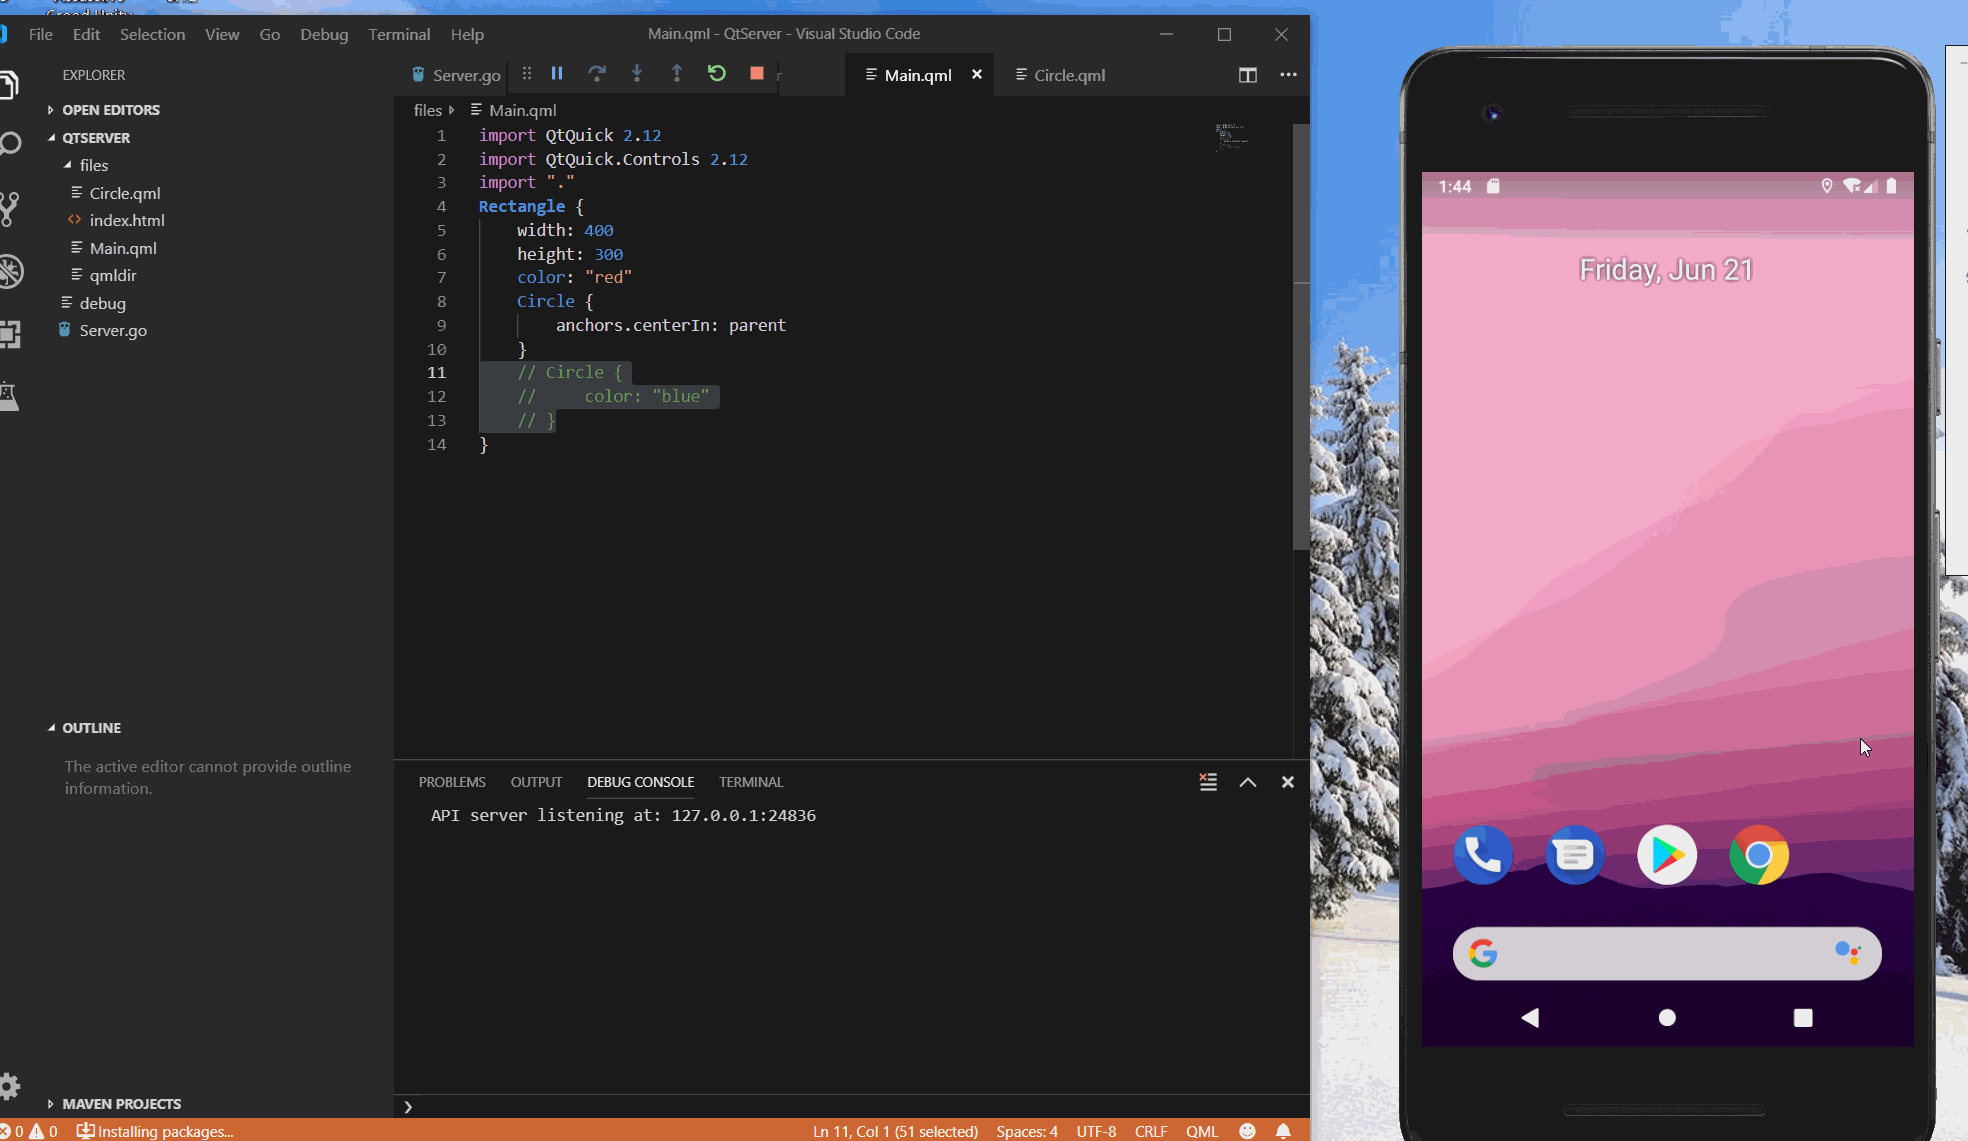 Greed Unity
File Edit Selection View Go Debug Terminal Help
Main.qml - QtServer - Visual Studio Code
EXPLORER
OPEN EDITORS
QTSERVER
files
Circle.qml
index.html
Main.qml
qmldir
debug
Server.go
OUTLINE
The active editor cannot provide outline
information.
MAVEN PROJECTS
Server.go
Main.qml
Circle.qml
files Main.qml
1 import QtQuick 2.12
2 import QtQuick.Controls 2.12
3 import "."
4 Rectangle {
5 width: 400
6 height: 300
7 color: "red"
8 Circle {
9 anchors.centerIn: parent
10 }
11 // Circle {
12 // color: "blue"
13 // }
14 }
PROBLEMS OUTPUT DEBUG CONSOLE TERMINAL
API server listening at: 127.0.0.1:24836
0 0 Installing packages...
Ln 11, Col 1 (51 selected) Spaces: 4 UTF-8 CRLF QML
1:44
Friday, Jun 21